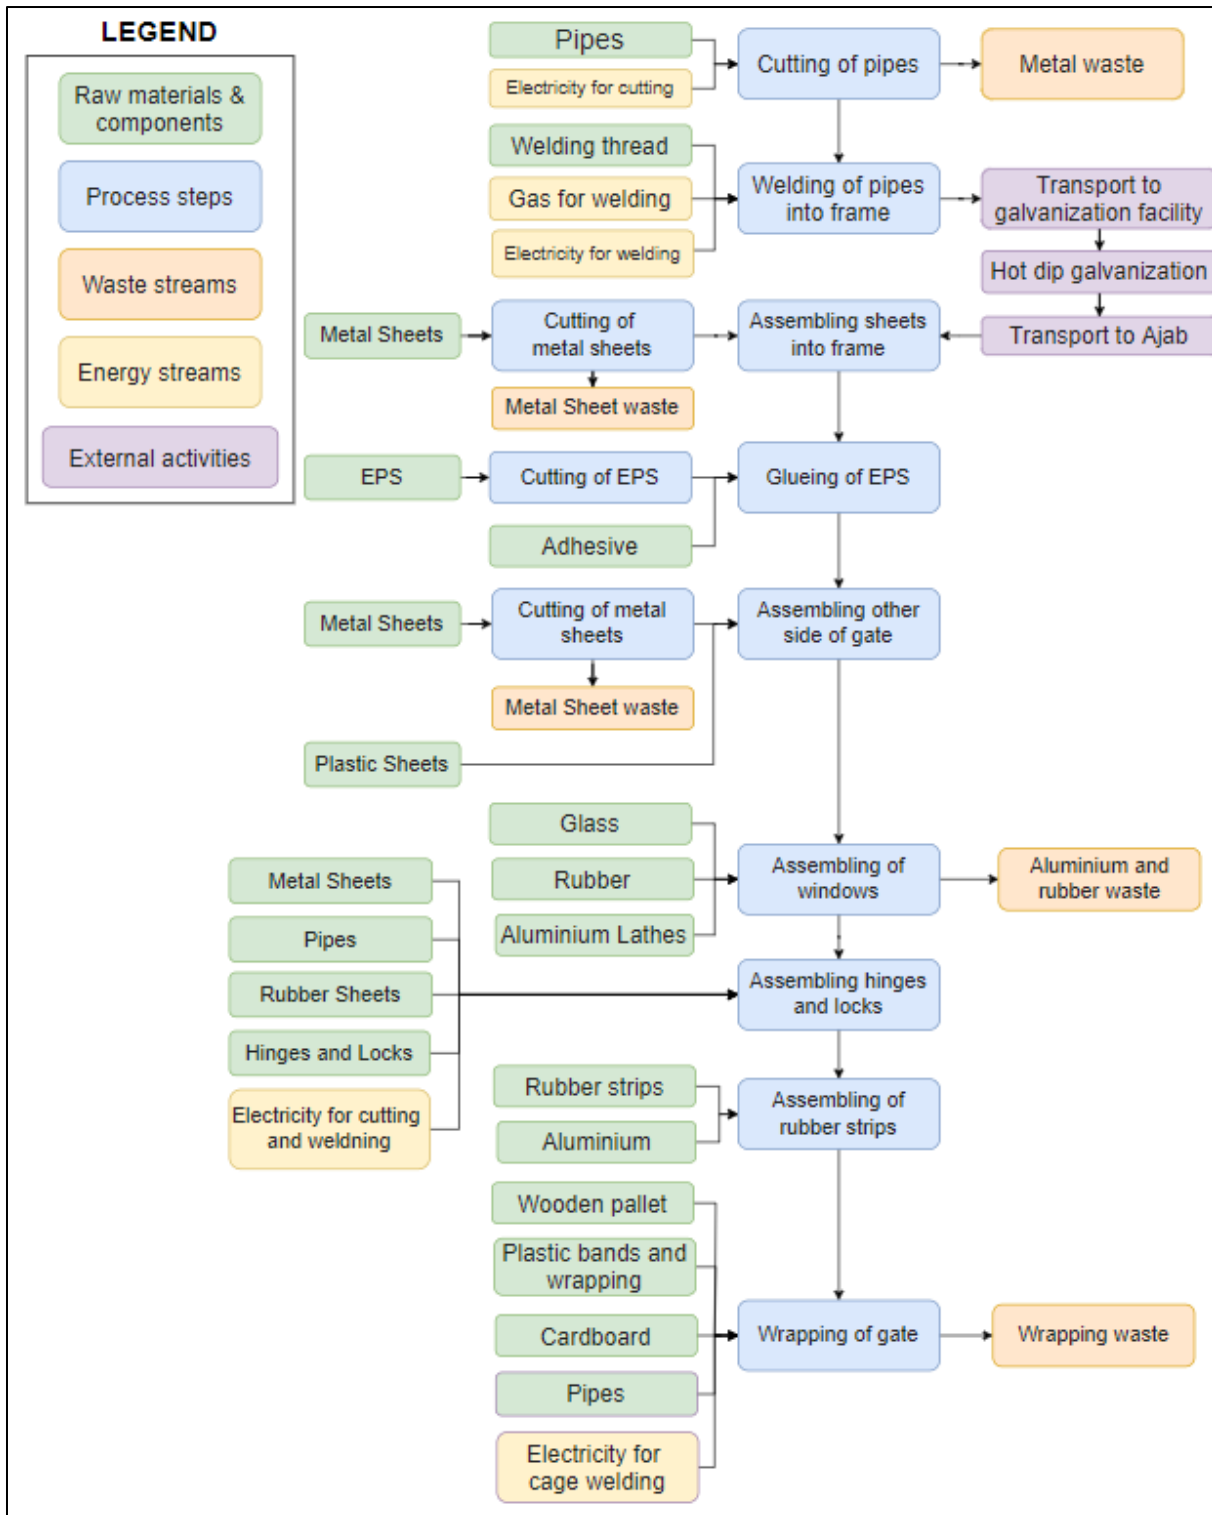 LEGEND
Raw materials &
components
Process steps
Waste streams
Energy streams
External activities
Pipes
Electricity for cutting
Cutting of pipes
Metal waste
Welding thread
Gas for welding
Electricity for welding
Welding of pipes
into frame
Transport to
galvanization facility
Hot dip galvanization
Transport to Ajab
Metal Sheets
Cutting of
metal sheets
Assembling sheets
into frame
Metal Sheet waste
EPS
Cutting of EPS
Glueing of EPS
Adhesive
Metal Sheets
Cutting of metal
sheets
Assembling other
side of gate
Metal Sheet waste
Plastic Sheets
Glass
Rubber
Aluminium Lathes
Assembling of
windows
Aluminium and
rubber waste
Metal Sheets
Pipes
Rubber Sheets
Hinges and Locks
Electricity for cutting
and weldning
Assembling hinges
and locks
Rubber strips
Aluminium
Assembling of
rubber strips
Wooden pallet
Plastic bands and
wrapping
Cardboard
Pipes
Electricity for
cage welding
Wrapping of gate
Wrapping waste